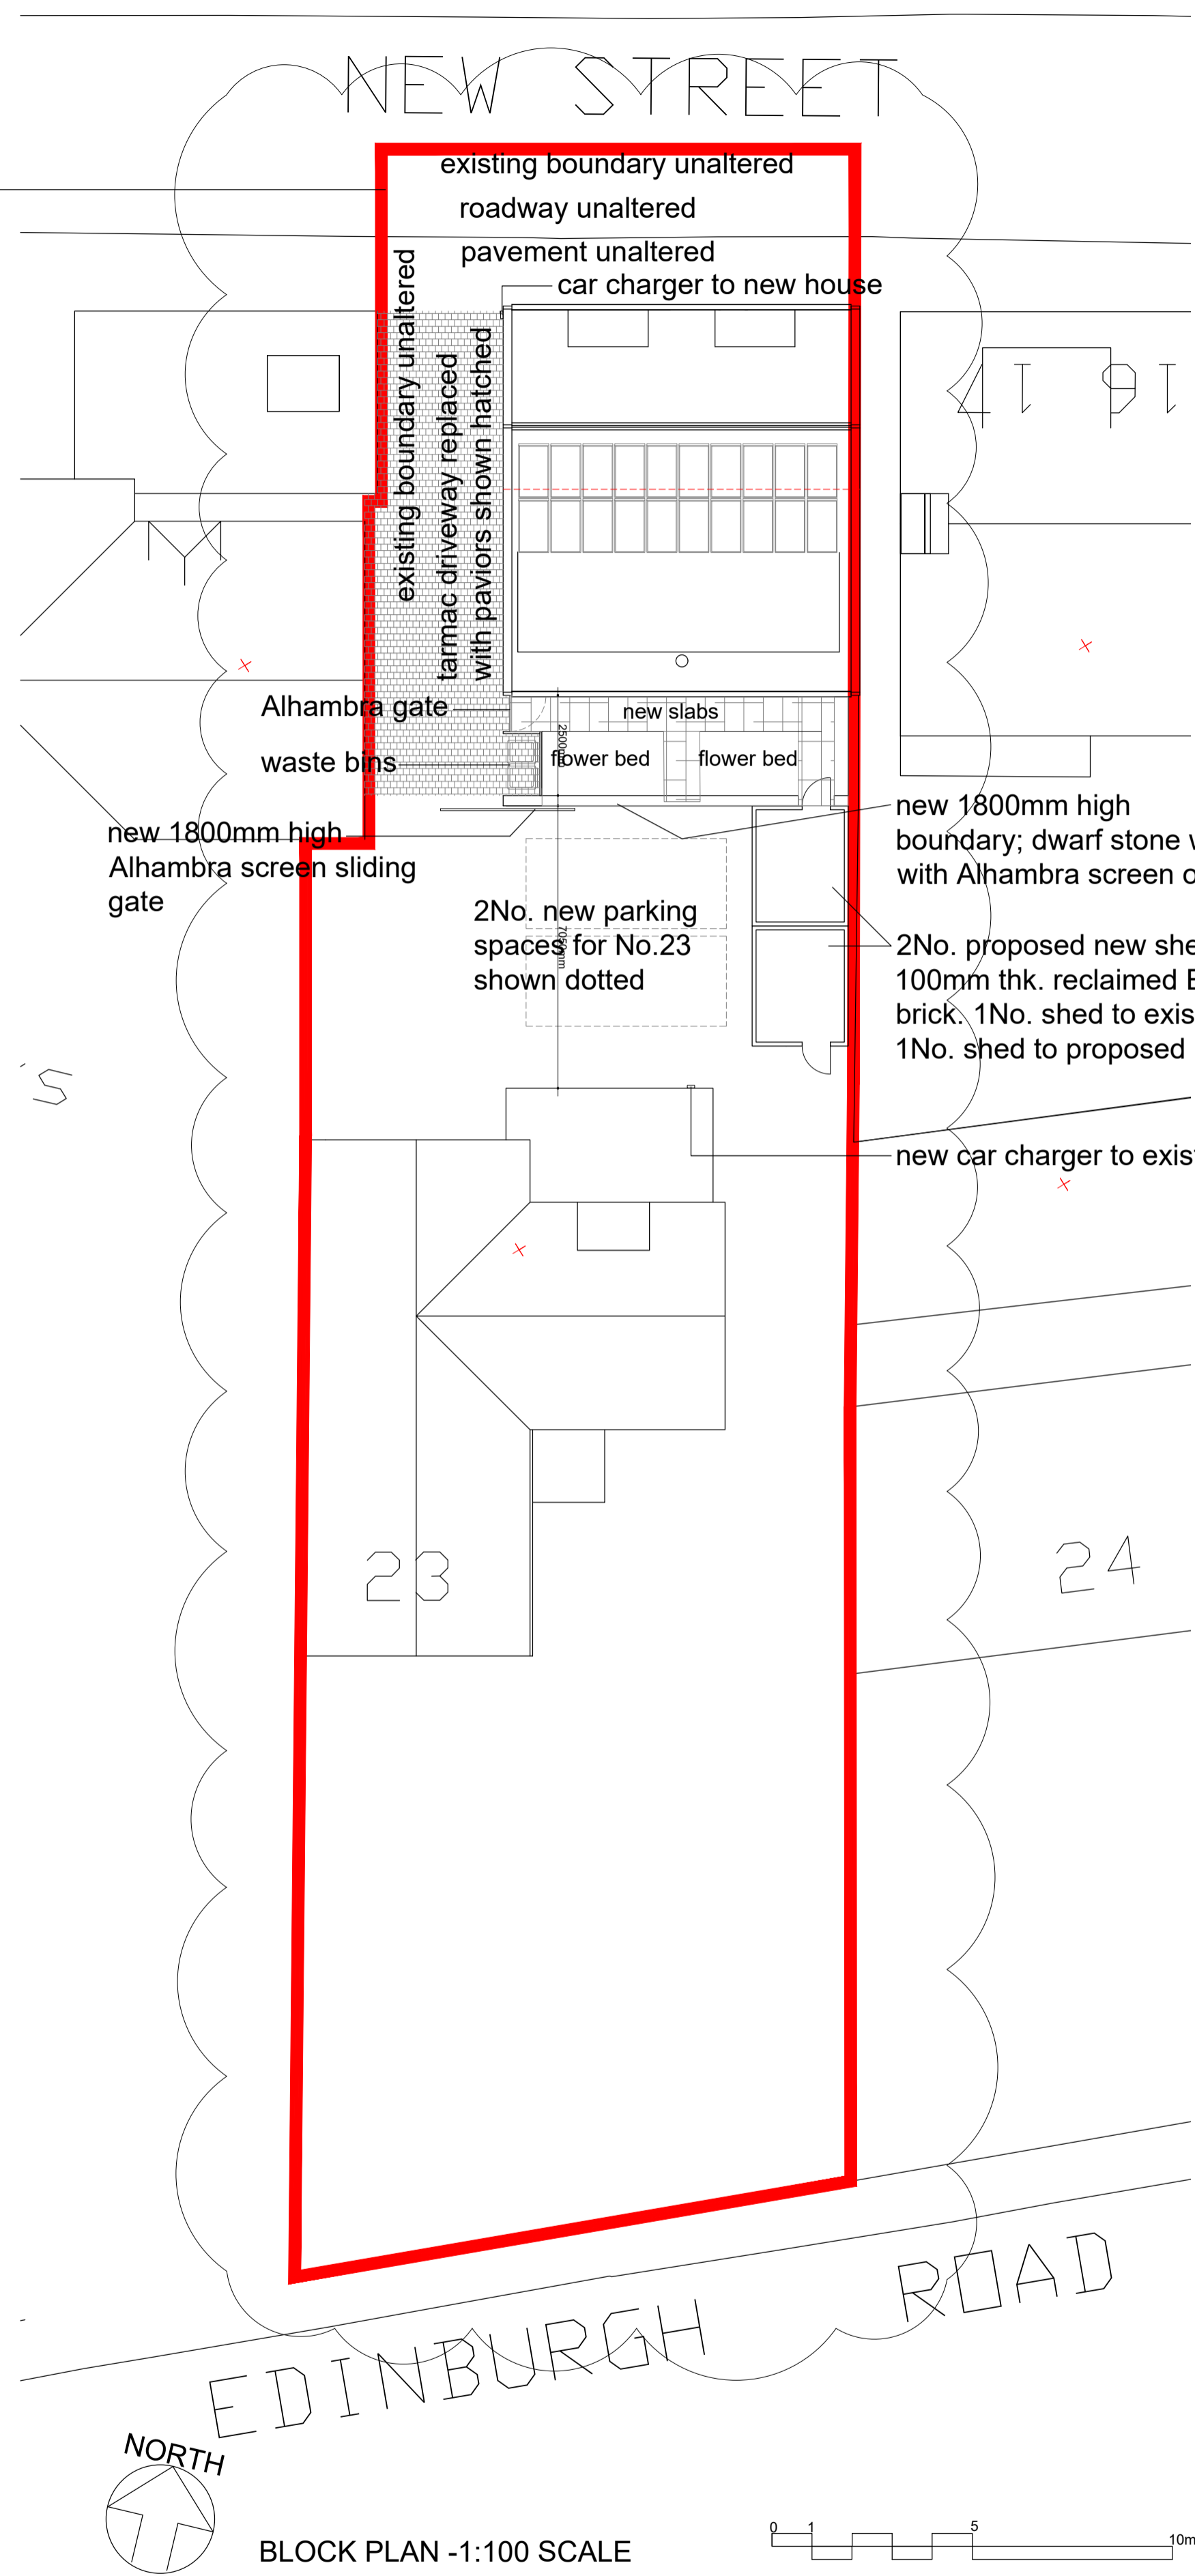 NEW STREET
existing boundary unaltered
roadway unaltered
pavement unaltered
car charger to new house
existing boundary unaltered
tarmac driveway replaced
with paviors shown hatched
17 16
Alhambra gate
new slabs
2500mm
waste bins
flower bed
flower bed
new 1800mm high
Alhambra screen sliding
gate
new 1800mm high
boundary; dwarf stone
with Alhambra screen
2No. new parking
spaces for No.23
shown dotted
7050mm
2No. proposed new
100mm thk. reclaimed
brick. 1No. shed to
1No. shed to proposed
new car charger to
23
24
EDINBURGH ROAD
NORTH
BLOCK PLAN -1:100 SCALE
0 1 5 10m